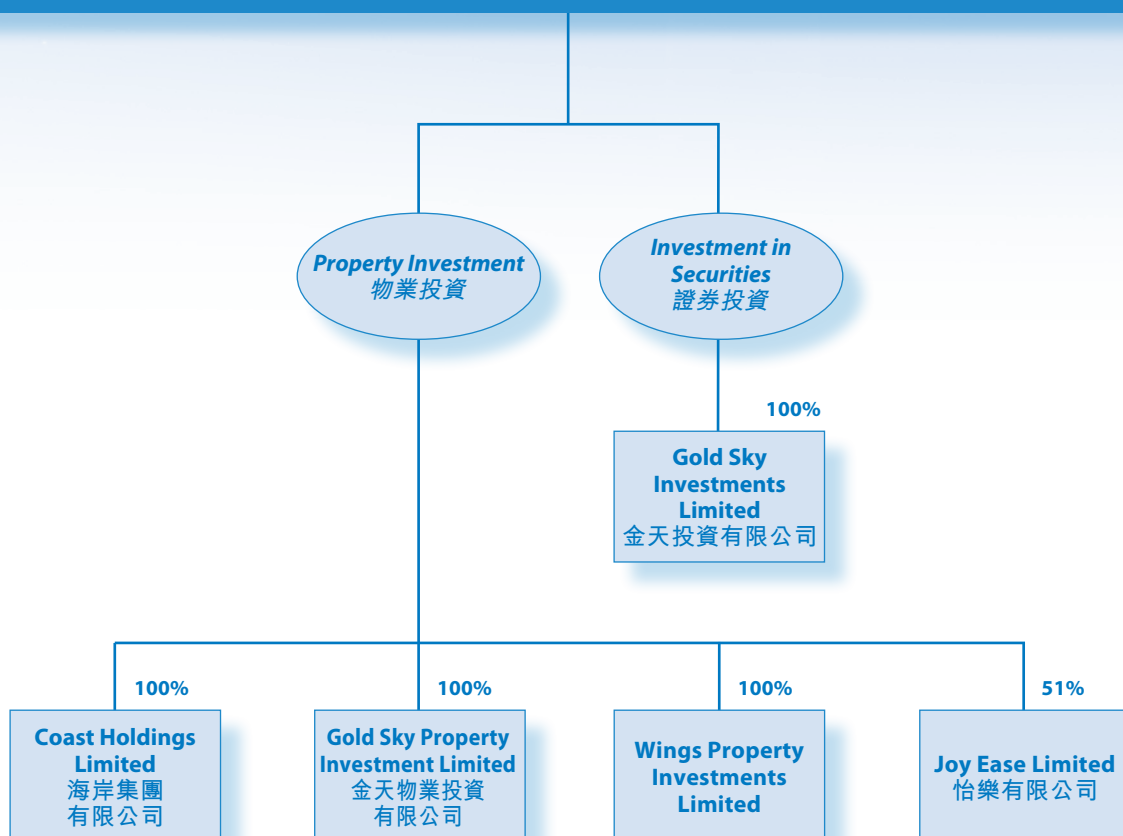 Property Investment
物業投資
Investment in
Securities
證券投資
100%
Gold Sky
Investments
Limited
金天投資有限公司
100%
Coast Holdings
Limited
海岸集團
有限公司
100%
Gold Sky Property
Investment Limited
金天物業投資
有限公司
100%
Wings Property
Investments
Limited
51%
Joy Ease Limited
怡樂有限公司